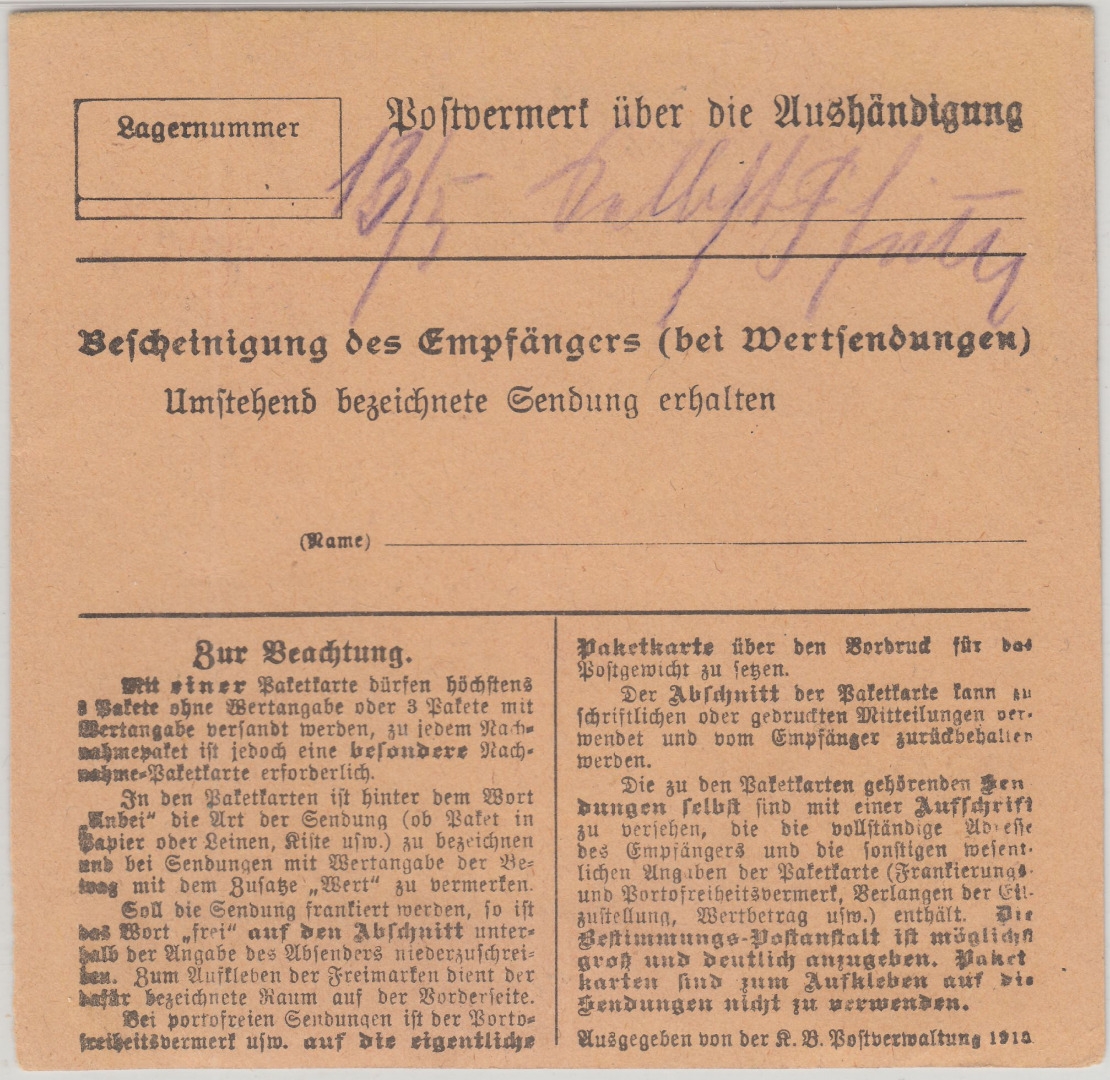 Lagernummer
Postvermerk über die Aushändigung
13/5
Bescheinigung des Empfängers (bei Wertsendungen)
Umstehend bezeichnete Sendung erhalten
(Name)
Zur Beachtung.
Mit einer Paketkarte dürfen höchstens
3 Pakete ohne Wertangabe oder 3 Pakete mit
Wertangabe versandt werden, zu jedem Nach-
nahmepaket ist jedoch eine besondere Nach-
nahme-Paketkarte erforderlich.
In den Paketkarten ist hinter dem Wort
„Anbei“ die Art der Sendung (ob Paket in
Papier oder Leinen, Kiste usw.) zu bezeichnen
und bei Sendungen mit Wertangabe der Be-
trag mit dem Zusatze „Wert“ zu vermerken.
Soll die Sendung frankiert werden, so ist
das Wort „frei“ auf den Abschnitt unter-
halb der Angabe des Absenders niederzuschrei-
ben. Zum Aufkleben der Freimarken dient der
dafür bezeichnete Raum auf der Vorderseite.
Bei portofreien Sendungen ist der Porto-
freiheitsvermerk usw. auf die eigentliche
Paketkarte über den Vordruck für das
Postgewicht zu setzen.
Der Abschnitt der Paketkarte kann zu
schriftlichen oder gedruckten Mitteilungen ver-
wendet und vom Empfänger zurückbehalten
werden.
Die zu den Paketkarten gehörenden Sen
dungen selbst sind mit einer Aufschrift
zu versehen, die die vollständige Adresse
des Empfängers und die sonstigen wesent-
lichen Angaben der Paketkarte (Frankierungs-
und Portofreiheitsvermerk, Verlangen der Eil-
zustellung, Wertbetrag usw.) enthält. Die
Bestimmungs-Postanstalt ist möglichst
groß und deutlich anzugeben. Paket
karten sind zum Aufkleben auf die
Sendungen nicht zu verwenden.
Ausgegeben von der K. B. Postverwaltung